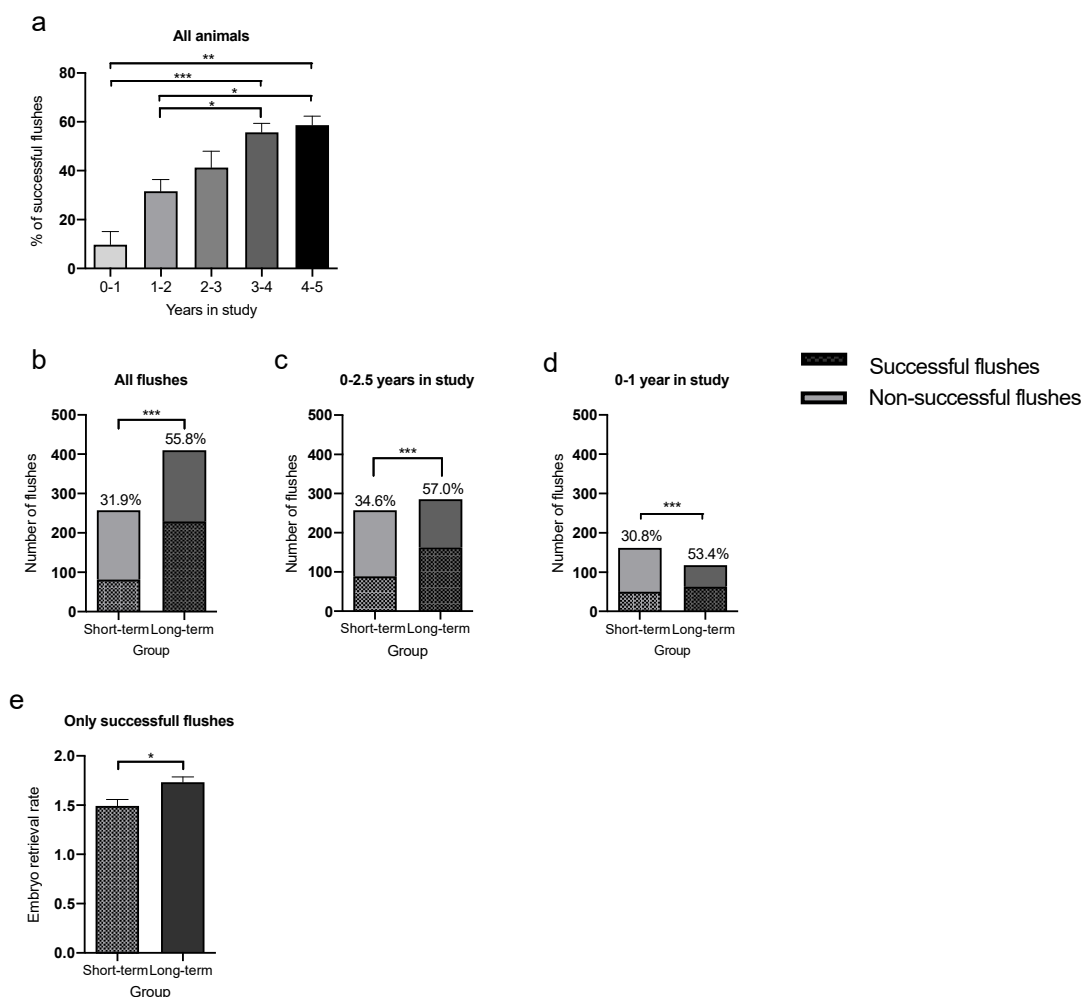 a
All animals
**
***
*
*
80
60
40
20
0
% of successful flushes
0-1 1-2 2-3 3-4 4-5
Years in study
b
All flushes
***
55.8%
31.9%
500
400
300
200
100
0
Number of flushes
Short-term Long-term
Group
c
0-2.5 years in study
***
34.6% 57.0%
500
400
300
200
100
0
Number of flushes
Short-term Long-term
Group
d
0-1 year in study
***
30.8% 53.4%
500
400
300
200
100
0
Number of flushes
Short-term Long-term
Group
Successful flushes
Non-successful flushes
e
Only successfull flushes
*
2.0
1.5
1.0
0.5
0.0
Embryo retrieval rate
Short-term Long-term
Group